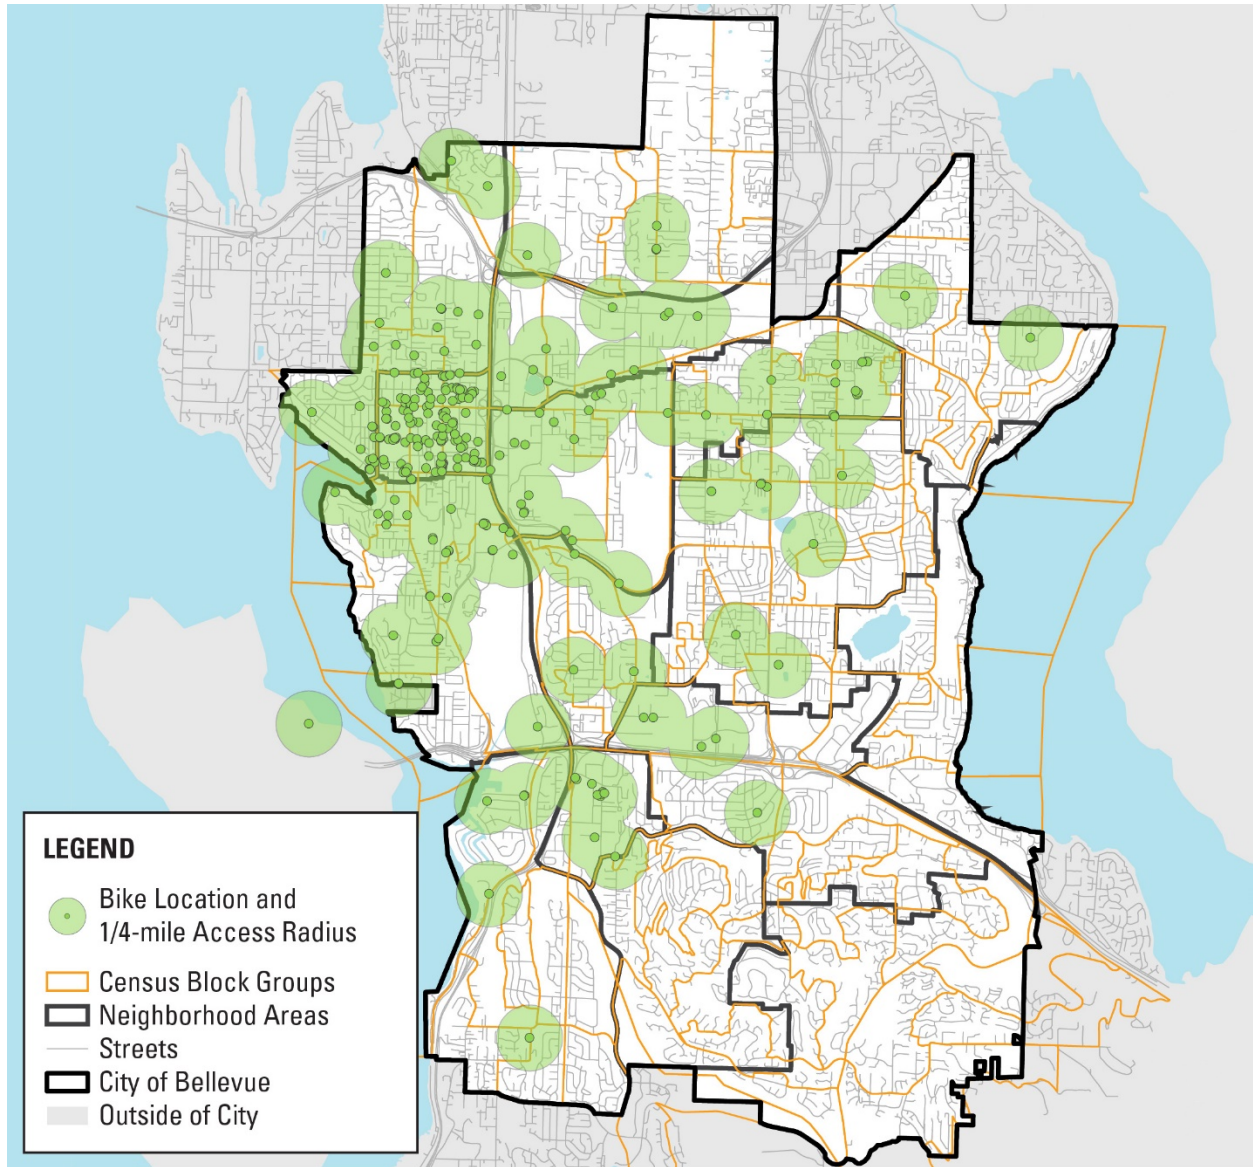 LEGEND
Bike Location and
1/4-mile Access Radius
Census Block Groups
Neighborhood Areas
Streets
City of Bellevue
Outside of City